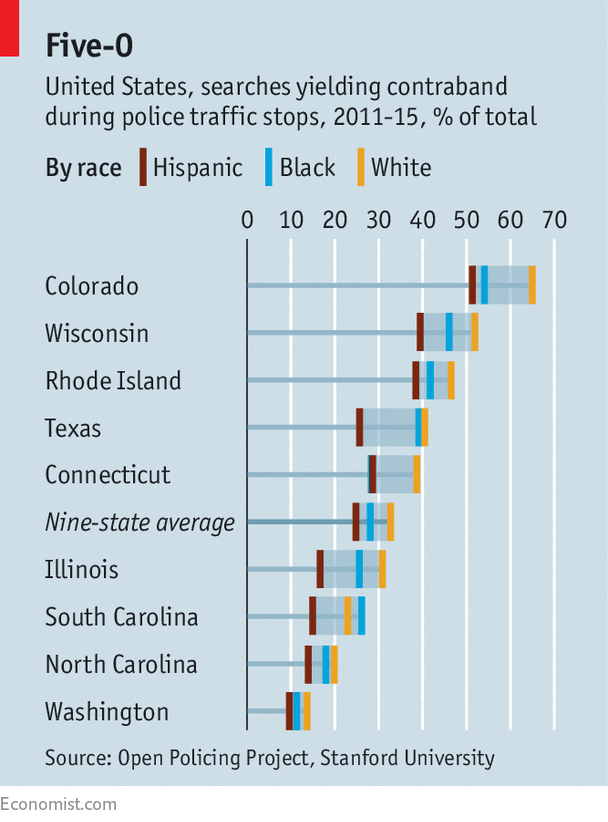 Five-0
United States, searches yielding contraband
during police traffic stops, 2011-15, % of total
By race Hispanic Black White
0 10 20 30 40 50 60 70
Colorado
Wisconsin
Rhode Island
Texas
Connecticut
Nine-state average
Illinois
South Carolina
North Carolina
Washington
Source: Open Policing Project, Stanford University
Economist.com